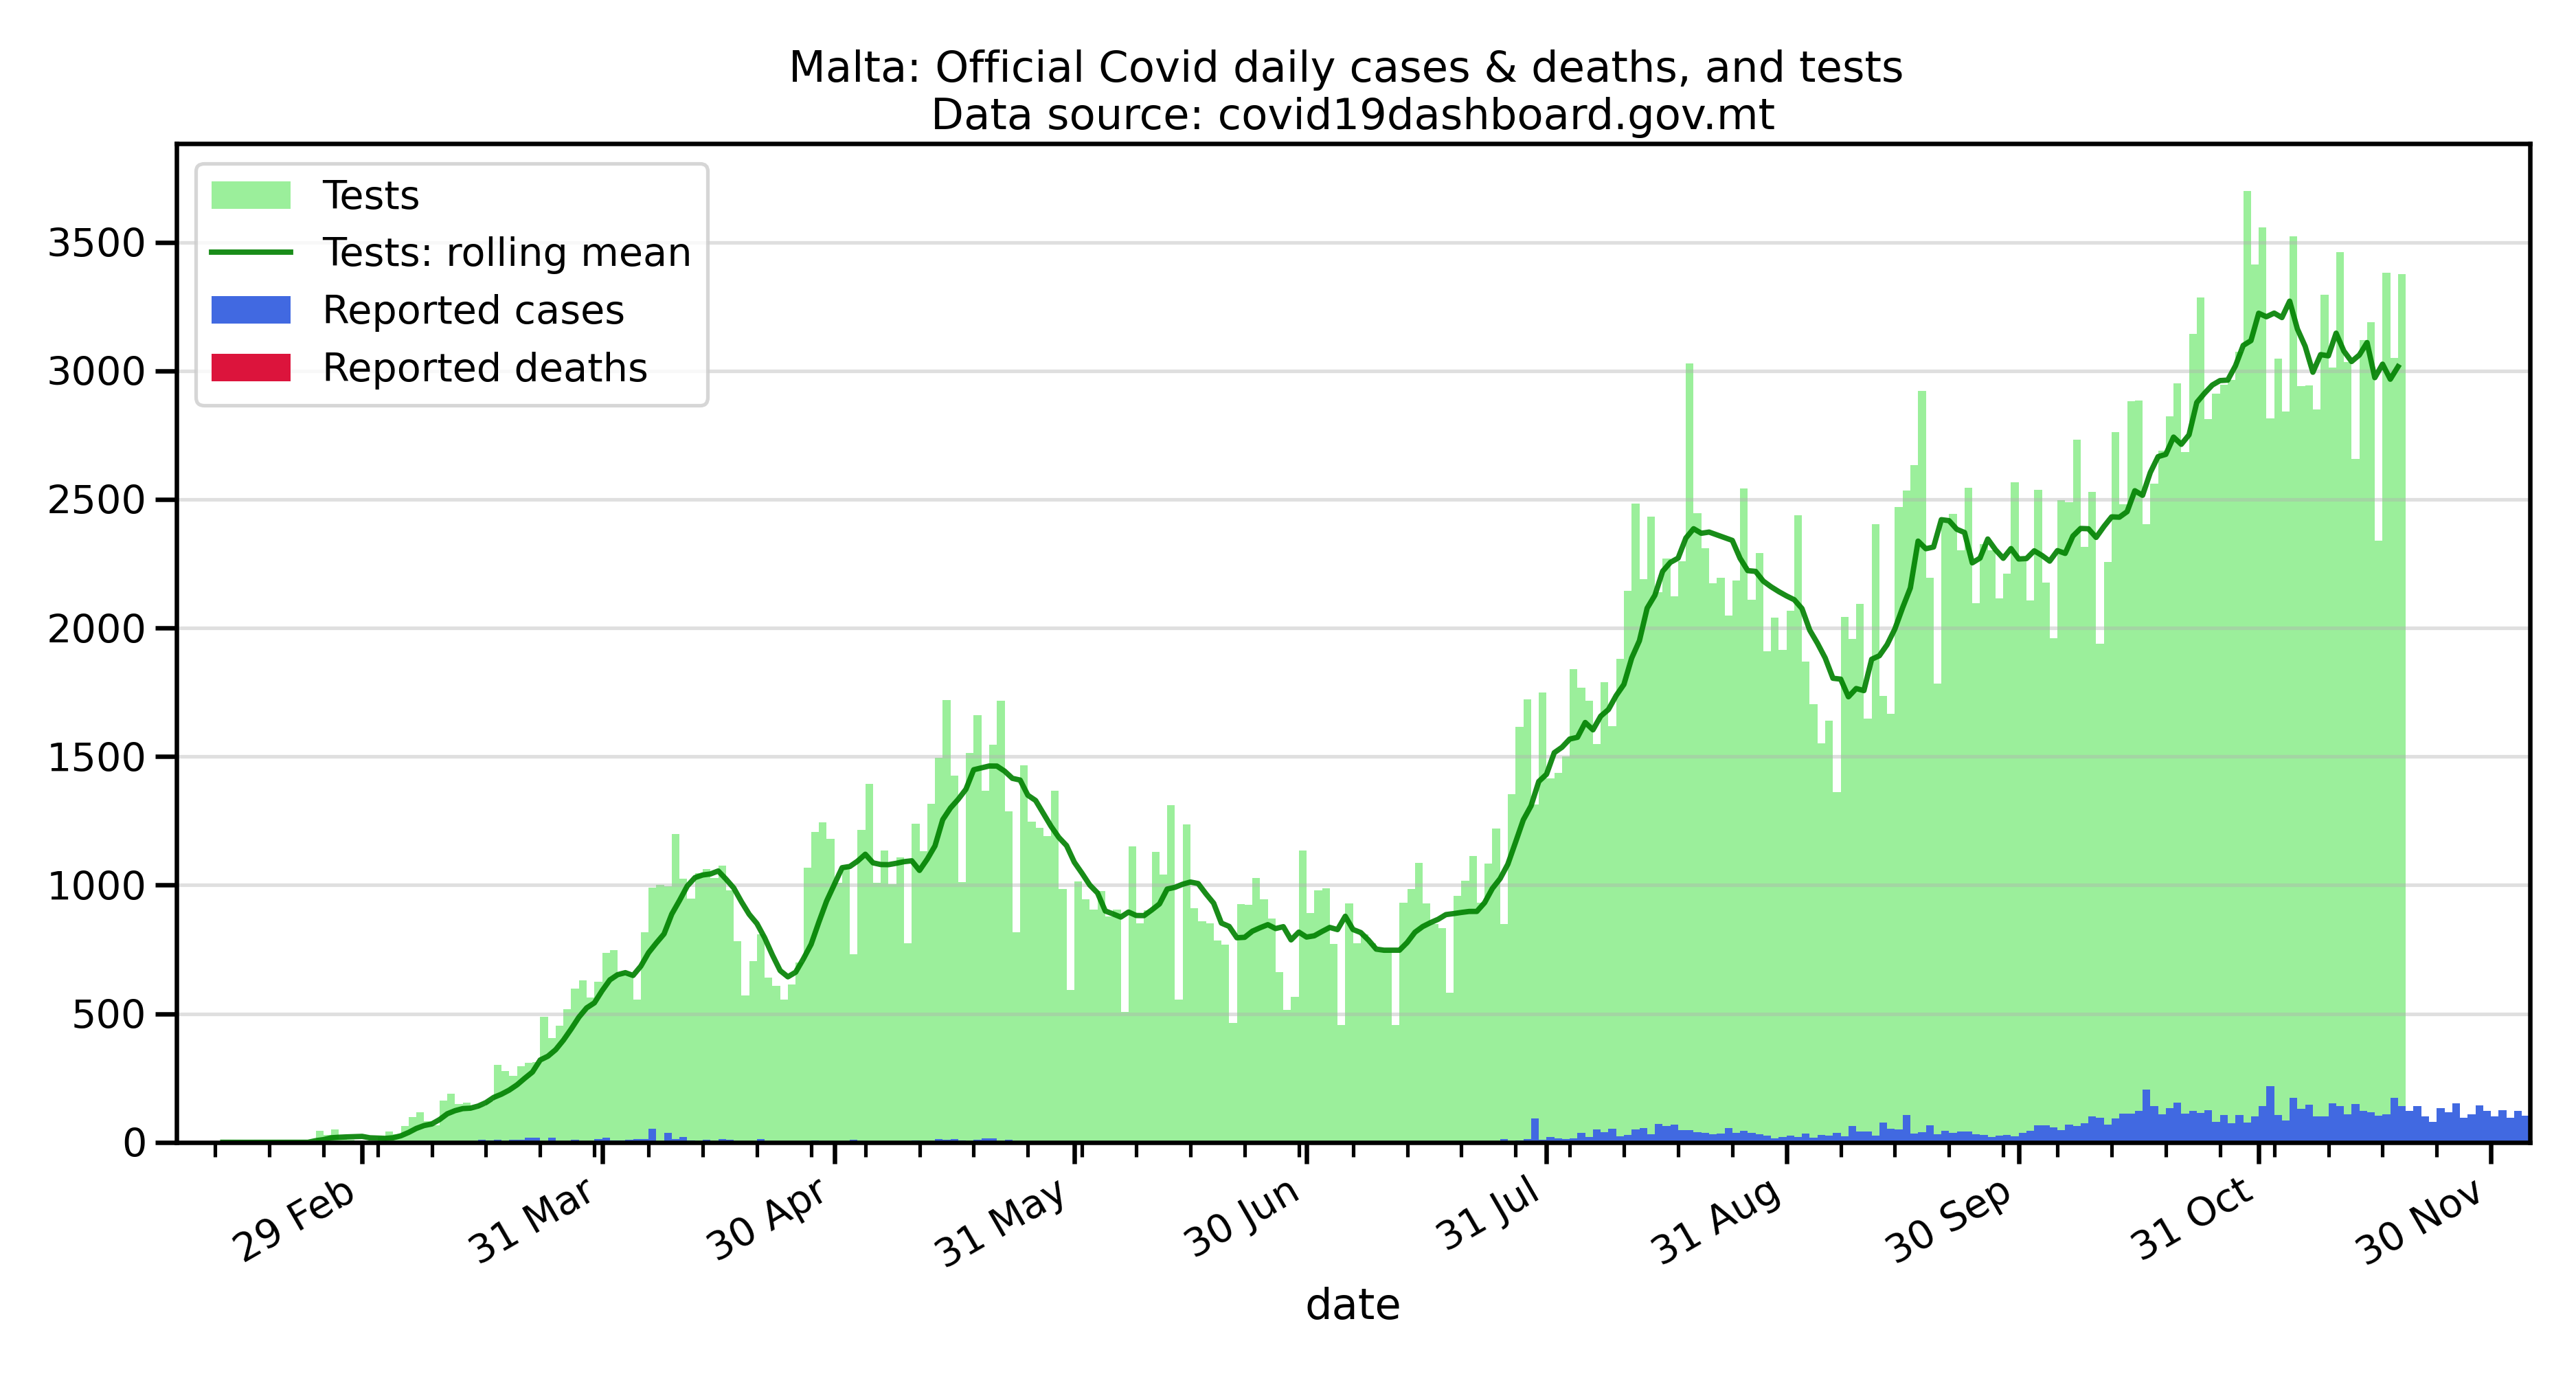 Malta: Official Covid daily cases & deaths, and tests
Data source: covid19dashboard.gov.mt
Tests
Tests: rolling mean
Reported cases
Reported deaths
3500
3000
2500
2000
1500
1000
500
0
29 Feb
31 Mar
30 Apr
31 May
30 Jun
31 Jul
31 Aug
30 Sep
31 Oct
30 Nov
date